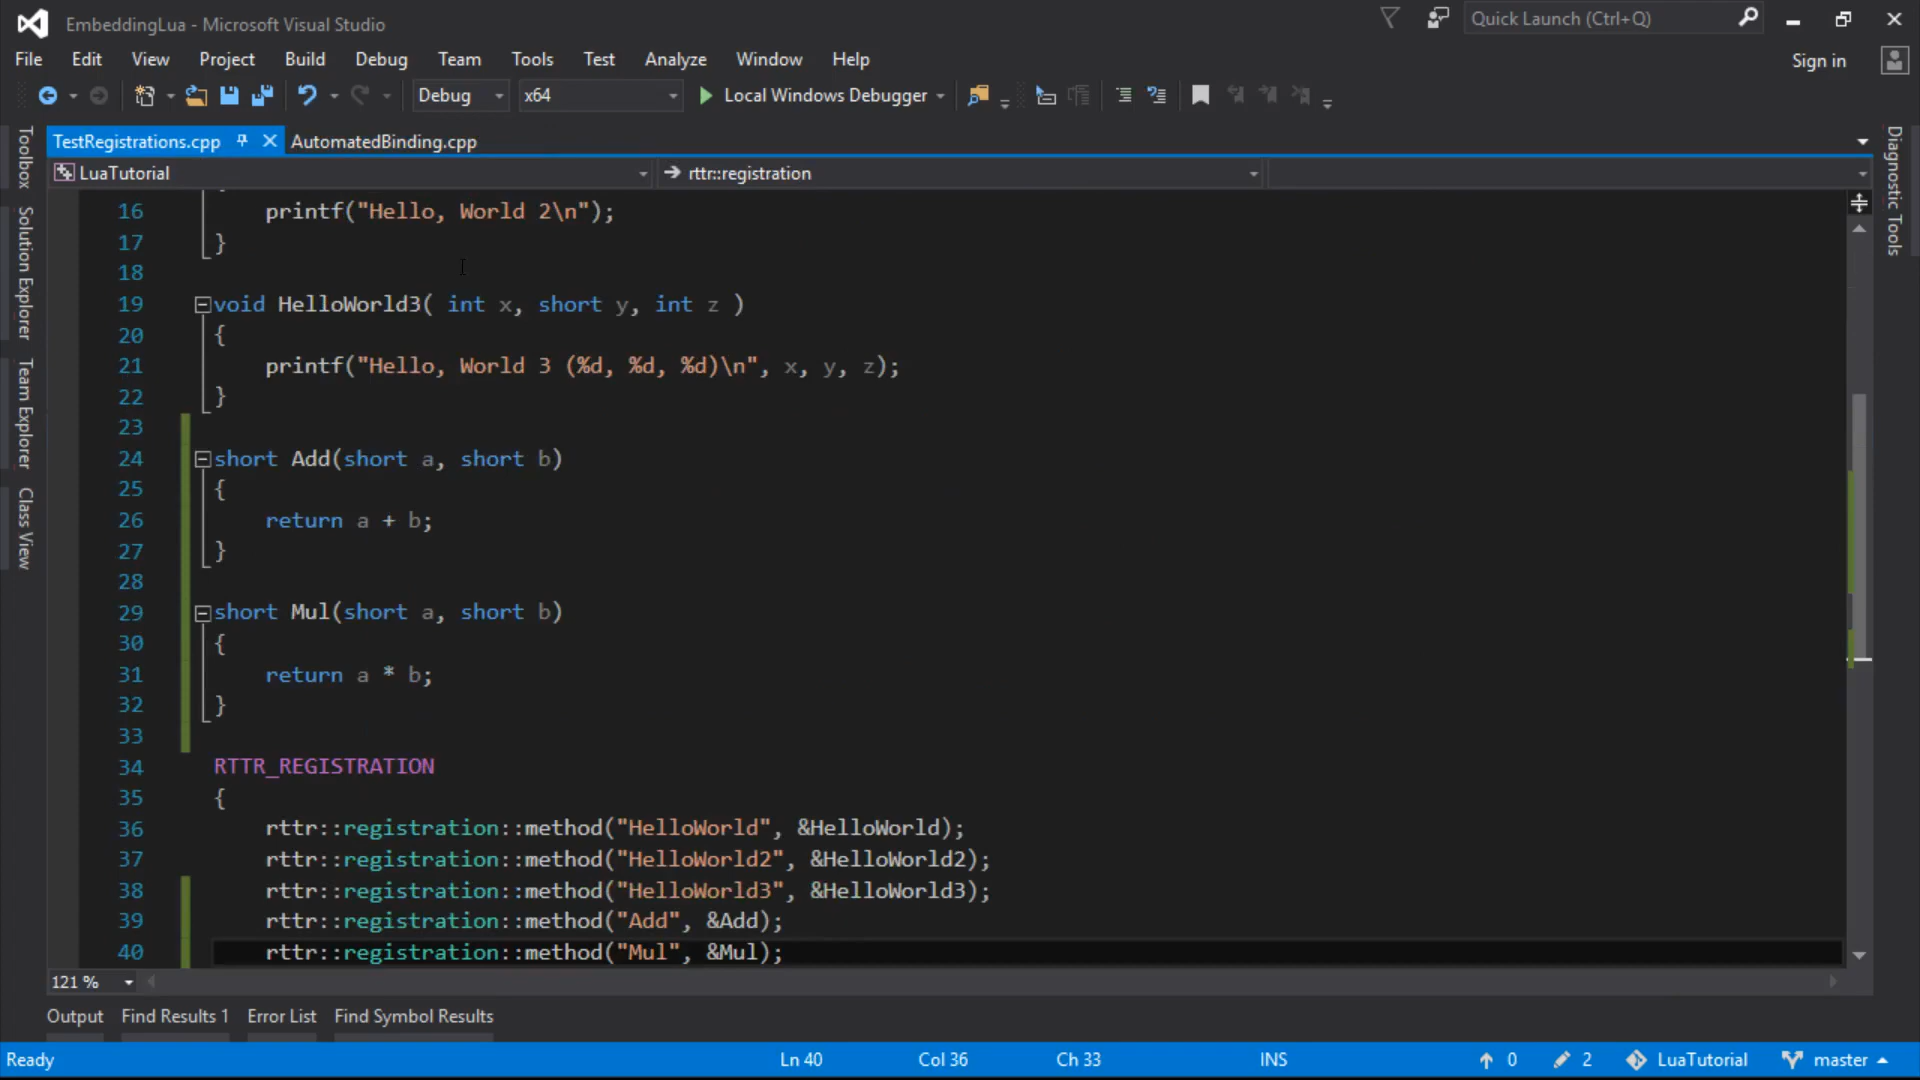 EmbeddingLua - Microsoft Visual Studio
Quick Launch (Ctrl+Q)
File Edit View Project Build Debug Team Tools Test Analyze Window Help
Sign in
Debug x64 Local Windows Debugger
TestRegistrations.cpp AutomatedBinding.cpp
LuaTutorial rttr::registration
Toolbox
Solution Explorer
Team Explorer
Class View
Diagnostic Tools
16 printf("Hello, World 2\n");
17 }
18
19 void HelloWorld3( int x, short y, int z )
20 {
21 printf("Hello, World 3 (%d, %d, %d)\n", x, y, z);
22 }
23
24 short Add(short a, short b)
25 {
26 return a + b;
27 }
28
29 short Mul(short a, short b)
30 {
31 return a * b;
32 }
33
34 RTTR_REGISTRATION
35 {
36 rttr::registration::method("HelloWorld", &HelloWorld);
37 rttr::registration::method("HelloWorld2", &HelloWorld2);
38 rttr::registration::method("HelloWorld3", &HelloWorld3);
39 rttr::registration::method("Add", &Add);
40 rttr::registration::method("Mul", &Mul);
121 %
Output Find Results 1 Error List Find Symbol Results
Ready Ln 40 Col 36 Ch 33 INS 0 2 LuaTutorial master